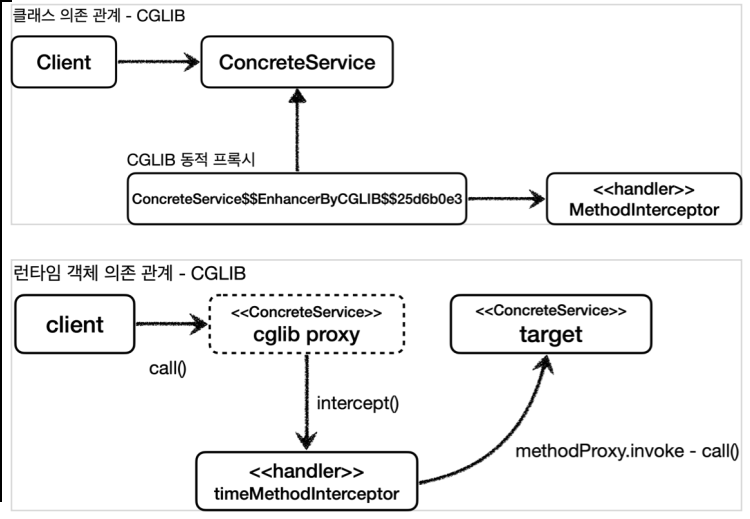 클래스 의존 관계 - CGLIB
Client
ConcreteService
CGLIB 동적 프록시
ConcreteService$$EnhancerByCGLIB$$25d6b0e3
<<handler>>
MethodInterceptor
런타임 객체 의존 관계 - CGLIB
client
call()
<<ConcreteService>>
cglib proxy
<<ConcreteService>>
target
intercept()
methodProxy.invoke - call()
<<handler>>
timeMethodInterceptor